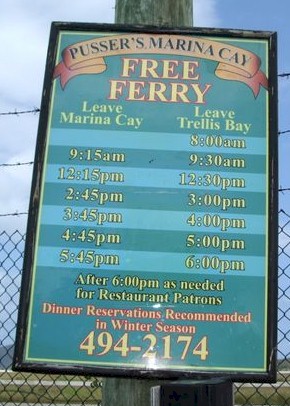 PUSSER'S MARINA CAY
FREE
FERRY
Leave Marina Cay
Leave Trellis Bay
8:00am
9:15am 9:30am
12:15pm 12:30pm
2:45pm 3:00pm
3:45pm 4:00pm
4:45pm 5:00pm
5:45pm 6:00pm
After 6:00pm as needed
for Restaurant Patrons
Dinner Reservations Recommended
in Winter Season
494-2174